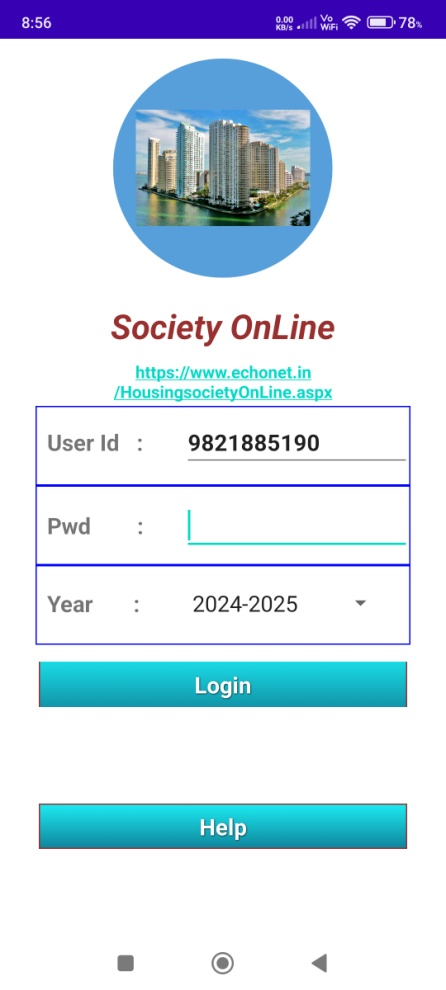 8:56 0.00 KB/s Vo WiFi 78%
Society OnLine
https://www.echonet.in
/HousingsocietyOnLine.aspx
User Id : 9821885190
Pwd :
Year : 2024-2025
Login
Help